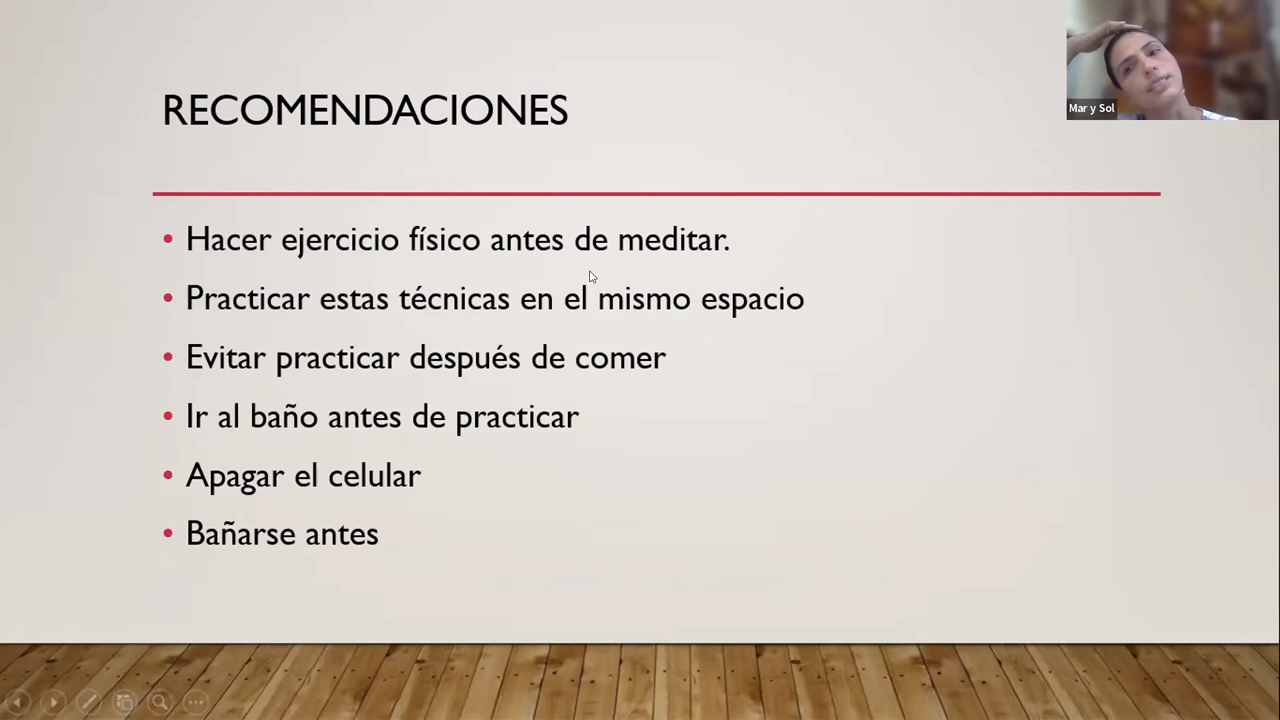 RECOMENDACIONES
Mar y Sol
• Hacer ejercicio físico antes de meditar.
• Practicar estas técnicas en el mismo espacio
• Evitar practicar después de comer
• Ir al baño antes de practicar
• Apagar el celular
• Bañarse antes